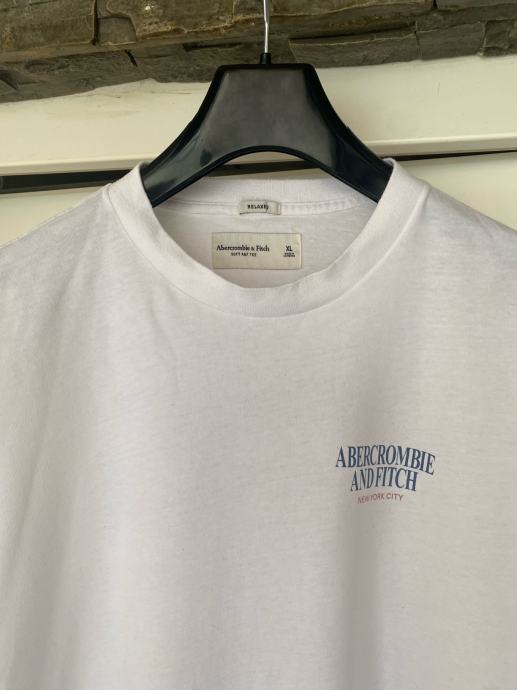 RELAXED
Abercrombie & Fitch
SOFT A&F TEE
XL
ABERCROMBIE
AND FITCH
NEW YORK CITY